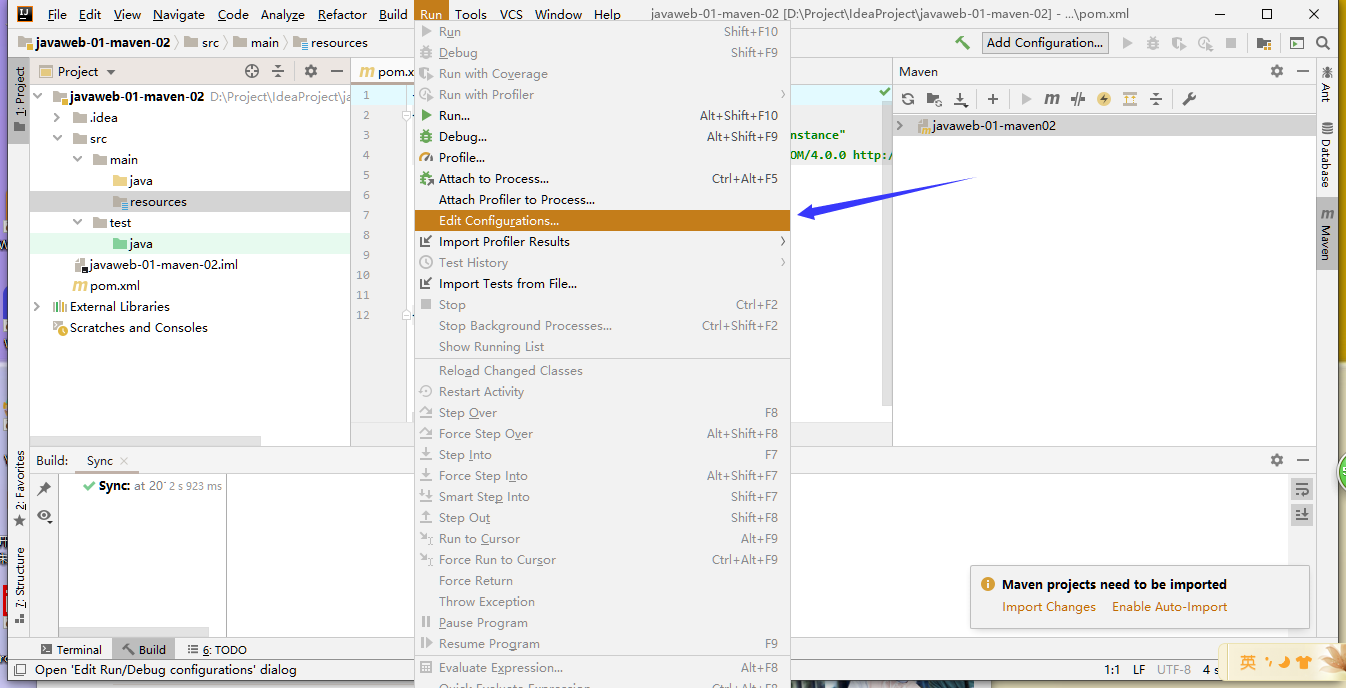 File Edit View Navigate Code Analyze Refactor Build Run Tools VCS Window Help javaweb-01-maven-02 [D:\Project\IdeaProject\javaweb-01-maven-02] - ...\pom.xml
javaweb-01-maven-02 src main resources Add Configuration...
1: Project
Project
javaweb-01-maven-02 D:\Project\IdeaProject\ja
.idea
src
main
java
resources
test
java
javaweb-01-maven-02.iml
pom.xml
External Libraries
Scratches and Consoles
pom.x
1
2
3
4
5
6
7
8
9
10
11
12
nstance"
OM/4.0.0 http:/
Run Shift+F10
Debug Shift+F9
Run with Coverage
Run with Profiler
Run... Alt+Shift+F10
Debug... Alt+Shift+F9
Profile...
Attach to Process... Ctrl+Alt+F5
Attach Profiler to Process...
Edit Configurations...
Import Profiler Results
Test History
Import Tests from File...
Stop Ctrl+F2
Stop Background Processes... Ctrl+Shift+F2
Show Running List
Reload Changed Classes
Restart Activity
Step Over F8
Force Step Over Alt+Shift+F8
Step Into F7
Force Step Into Alt+Shift+F7
Smart Step Into Shift+F7
Step Out Shift+F8
Run to Cursor Alt+F9
Force Run to Cursor Ctrl+Alt+F9
Force Return
Throw Exception
Pause Program
Resume Program F9
Evaluate Expression... Alt+F8
Quick Evaluate Expression Ctrl+Alt+F8
Maven
javaweb-01-maven02
Ant
Database
Maven
Build: Sync
Sync: at 201 2 s 923 ms
2: Favorites
7: Structure
Maven projects need to be imported
Import Changes Enable Auto-Import
Terminal Build 6: TODO
Open 'Edit Run/Debug configurations' dialog 1:1 LF UTF-8 4 s
英